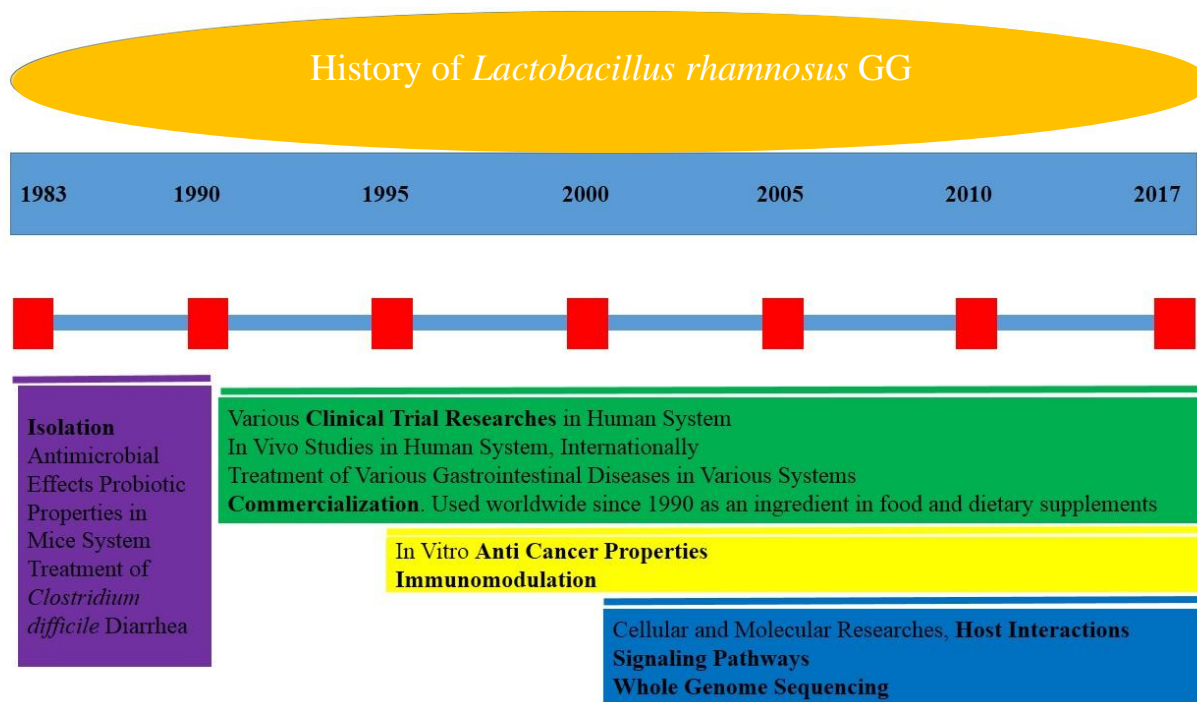 History of Lactobacillus rhamnosus GG
1983 1990 1995 2000 2005 2010 2017
Isolation
Antimicrobial
Effects Probiotic
Properties in
Mice System
Treatment of
Clostridium
difficile Diarrhea
Various Clinical Trial Researches in Human System
In Vivo Studies in Human System, Internationally
Treatment of Various Gastrointestinal Diseases in Various Systems
Commercialization. Used worldwide since 1990 as an ingredient in food and dietary supplements
In Vitro Anti Cancer Properties
Immunomodulation
Cellular and Molecular Researches, Host Interactions
Signaling Pathways
Whole Genome Sequencing